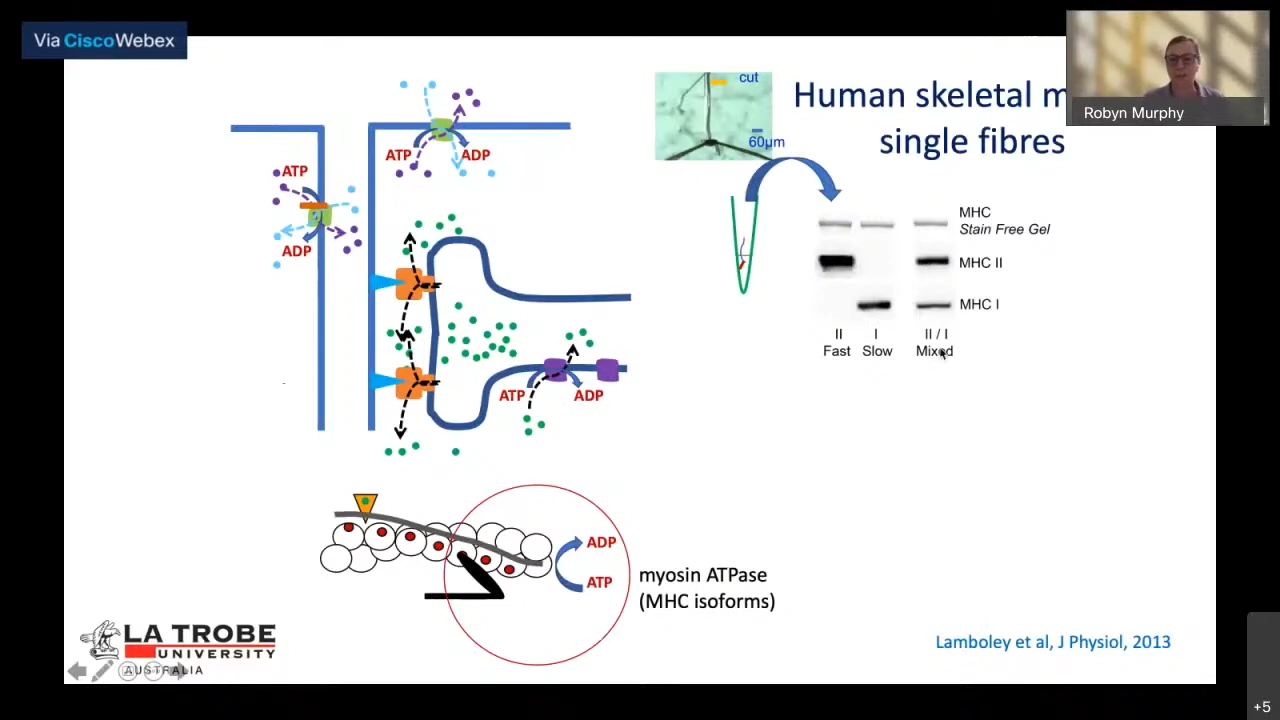 Via CiscoWebex
Robyn Murphy
Human skeletal m
single fibres
cut
60µm
ATP
ADP
ATP
ADP
MHC
Stain Free Gel
MHC II
MHC I
II I II / I
Fast Slow Mixed
ATP
ADP
ADP
ATP
myosin ATPase
(MHC isoforms)
LA TROBE
UNIVERSITY
AUSTRALIA
Lamboley et al, J Physiol, 2013
+5